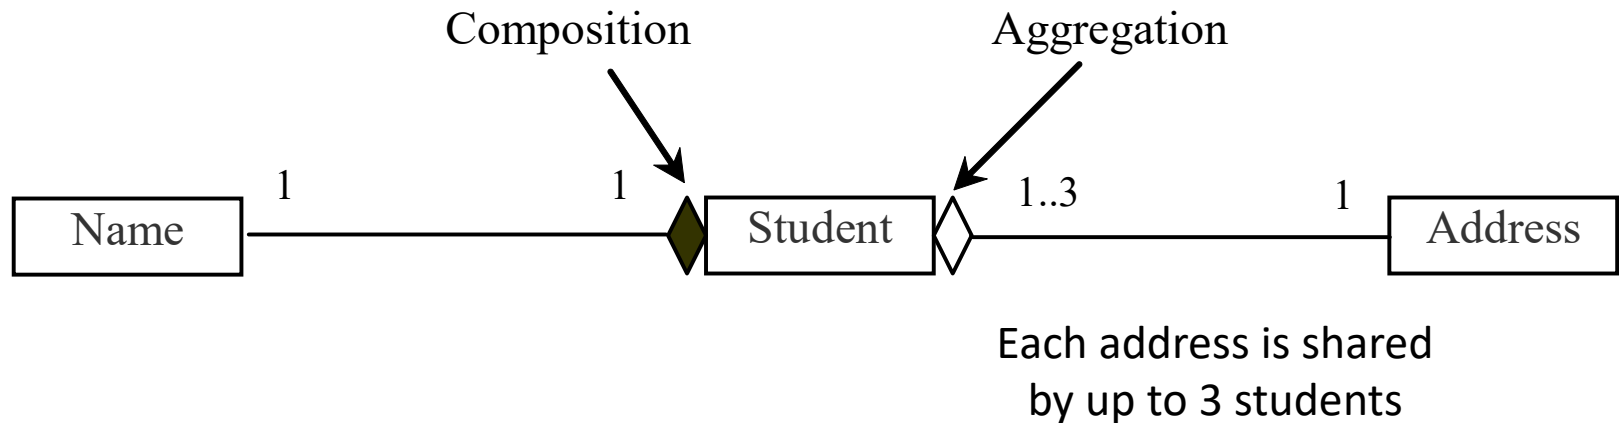 Composition
Aggregation
1
1
1..3
1
Name
Student
Address
Each address is shared
by up to 3 students